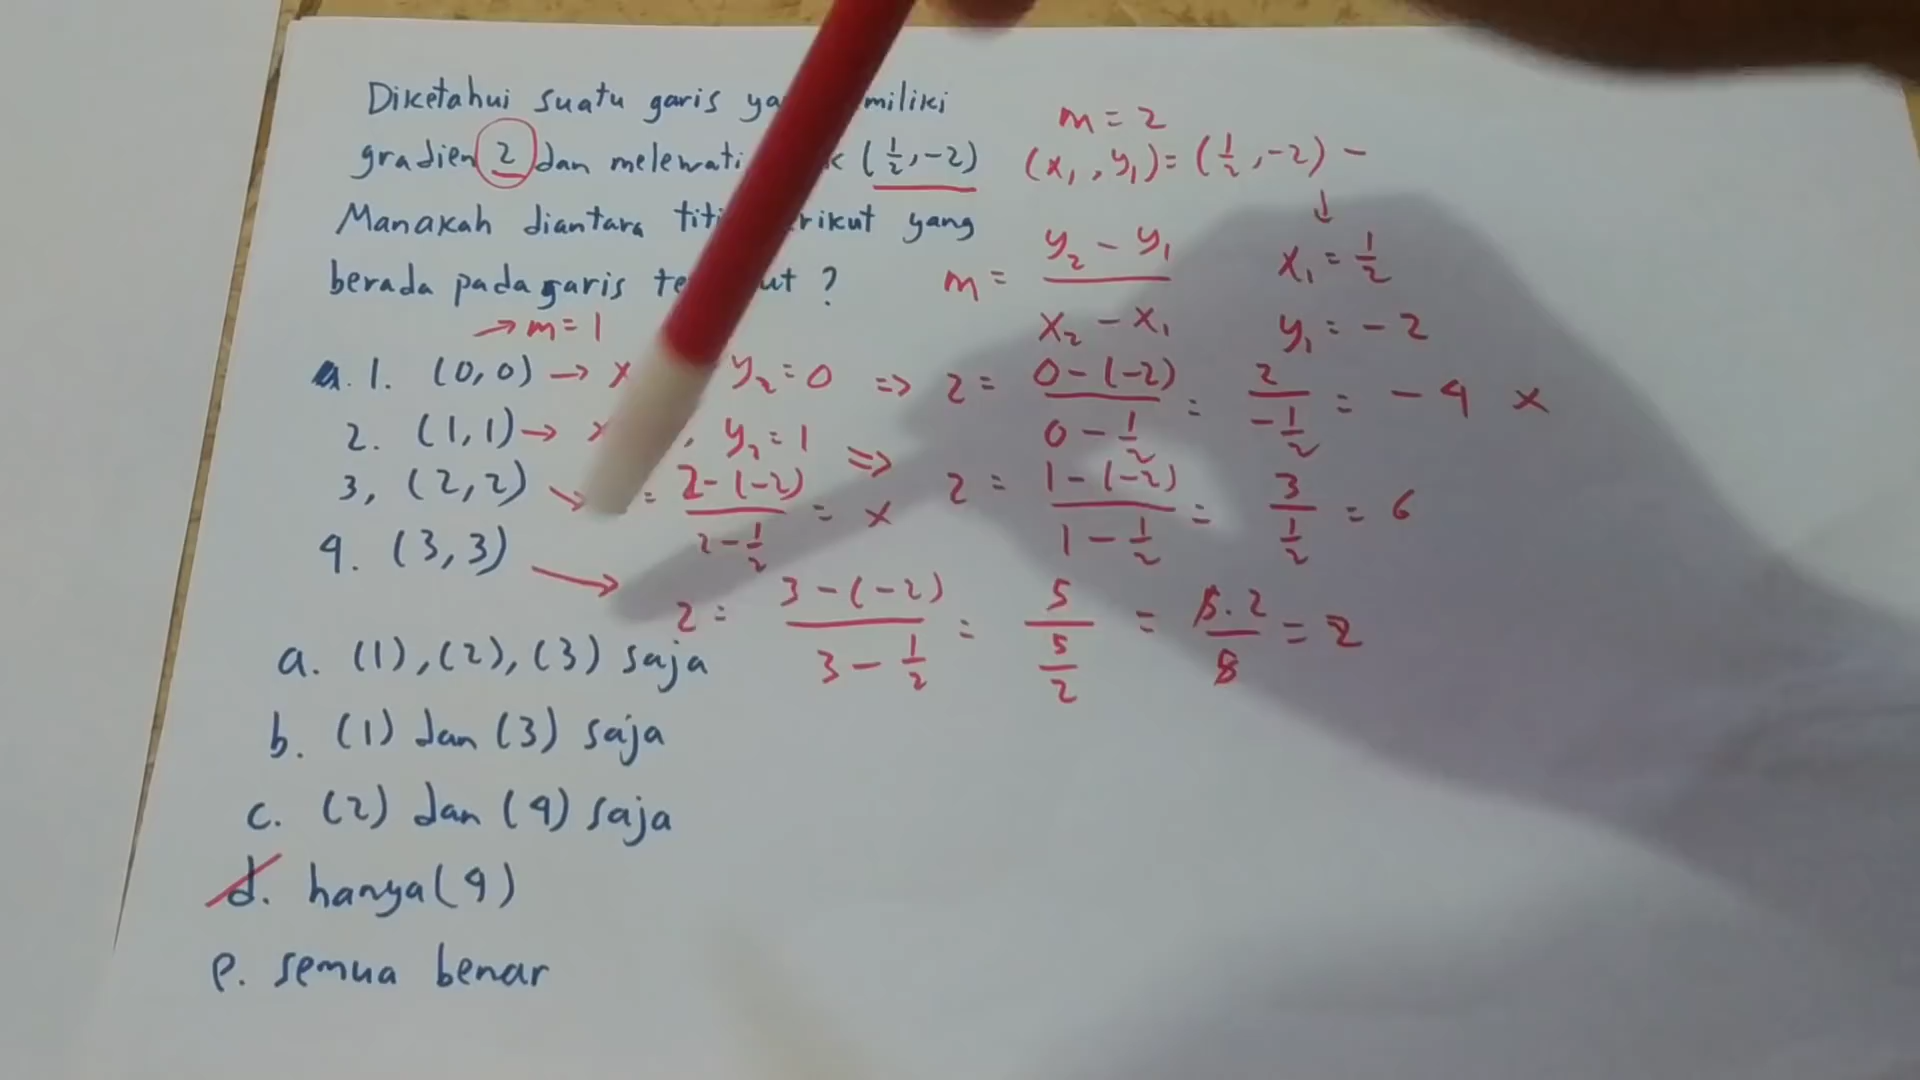 Diketahui suatu garis miliki
gradien 2 dan melewati (1/2, -2)
Manakah diantara yang
berada pada garis ?
→ m = 1
1. (0,0) → x y₂ = 0 => 2 = 0-(-2) / 0 - 1/2 = 2 / -1/2 = -4 x
2. (1,1) → , y₂ = 1 => 2 = 1-(-2) / 1 - 1/2 = 3 / 1/2 = 6
3, (2,2) → = 2-(-2) / 2 - 1/2 = x
4. (3,3) → 2 = 3-(-2) / 3 - 1/2 = 5 / 5/2 = 5.2 / 5 = 2
a. (1),(2),(3) saja
b. (1) dan (3) saja
c. (2) dan (4) saja
d. hanya (4)
e. semua benar
m = 2
(x₁, y₁) = (1/2, -2) -
↓
m = y₂ - y₁ / x₂ - x₁
x₁ = 1/2
y₁ = -2